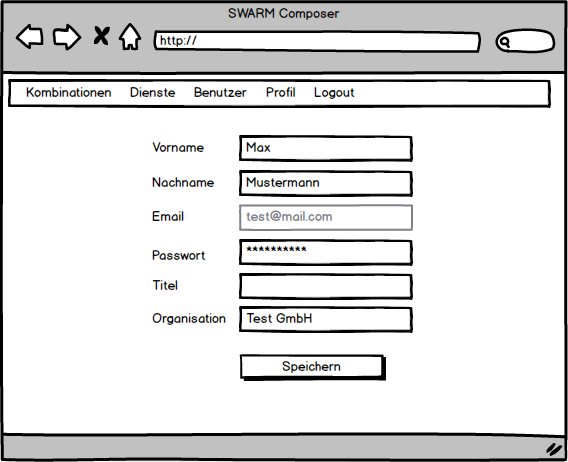 SWARM Composer
http://
Kombinationen Dienste Benutzer Profil Logout
Vorname Max
Nachname Mustermann
Email test@mail.com
Passwort **********
Titel
Organisation Test GmbH
Speichern